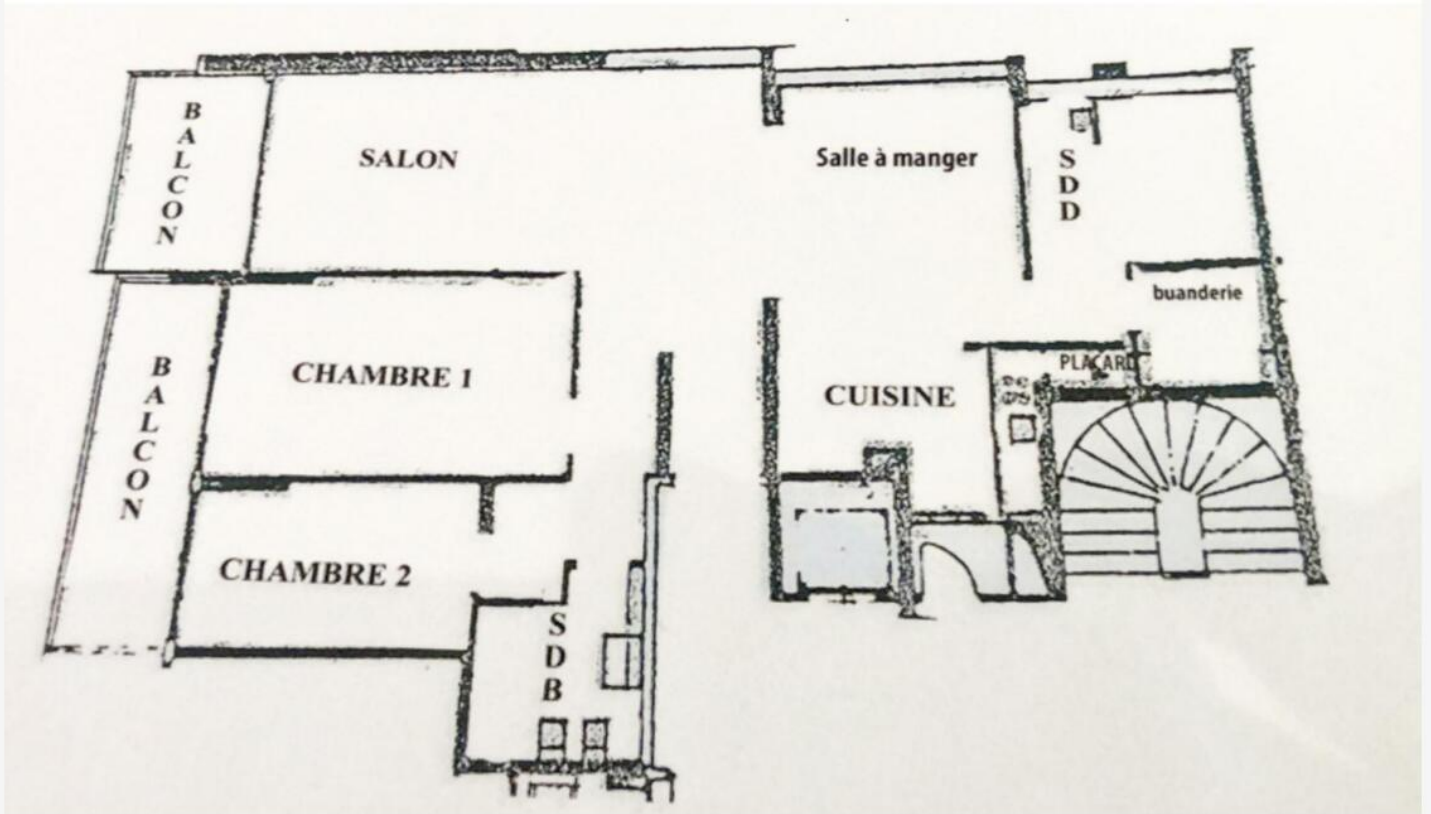 BALCON
SALON
Salle à manger
SDD
buanderie
PLACARD
CHAMBRE 1
CUISINE
BALCON
CHAMBRE 2
SDB